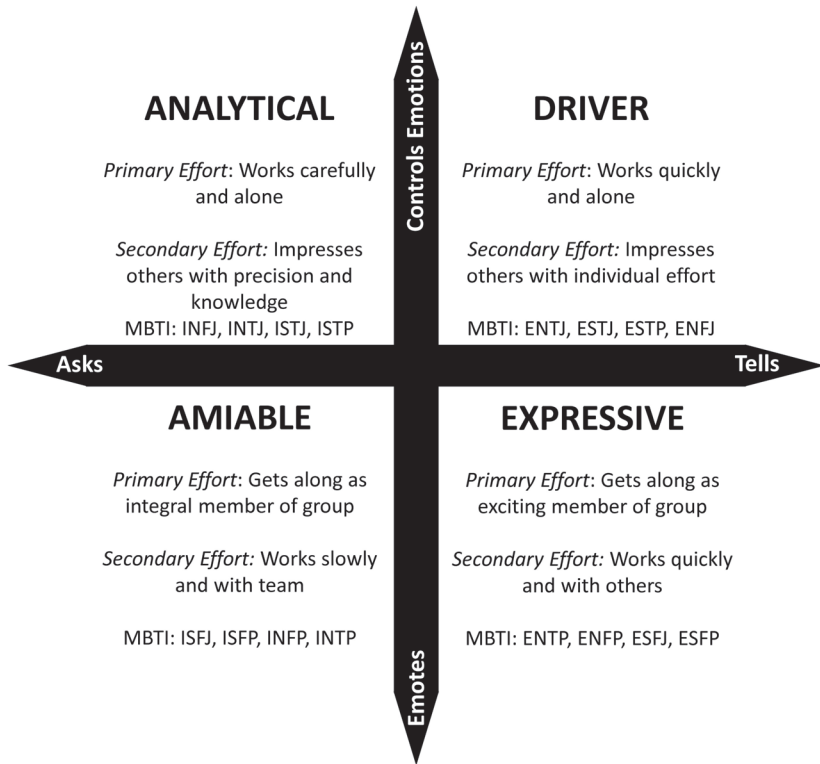 Controls Emotions
ANALYTICAL
Primary Effort: Works carefully
and alone
Secondary Effort: Impresses
others with precision and
knowledge
MBTI: INFJ, INTJ, ISTJ, ISTP
DRIVER
Primary Effort: Works quickly
and alone
Secondary Effort: Impresses
others with individual effort
MBTI: ENTJ, ESTJ, ESTP, ENFJ
Asks
Tells
AMIABLE
Primary Effort: Gets along as
integral member of group
Secondary Effort: Works slowly
and with team
MBTI: ISFJ, ISFP, INFP, INTP
EXPRESSIVE
Primary Effort: Gets along as
exciting member of group
Secondary Effort: Works quickly
and with others
MBTI: ENTP, ENFP, ESFJ, ESFP
Emotes